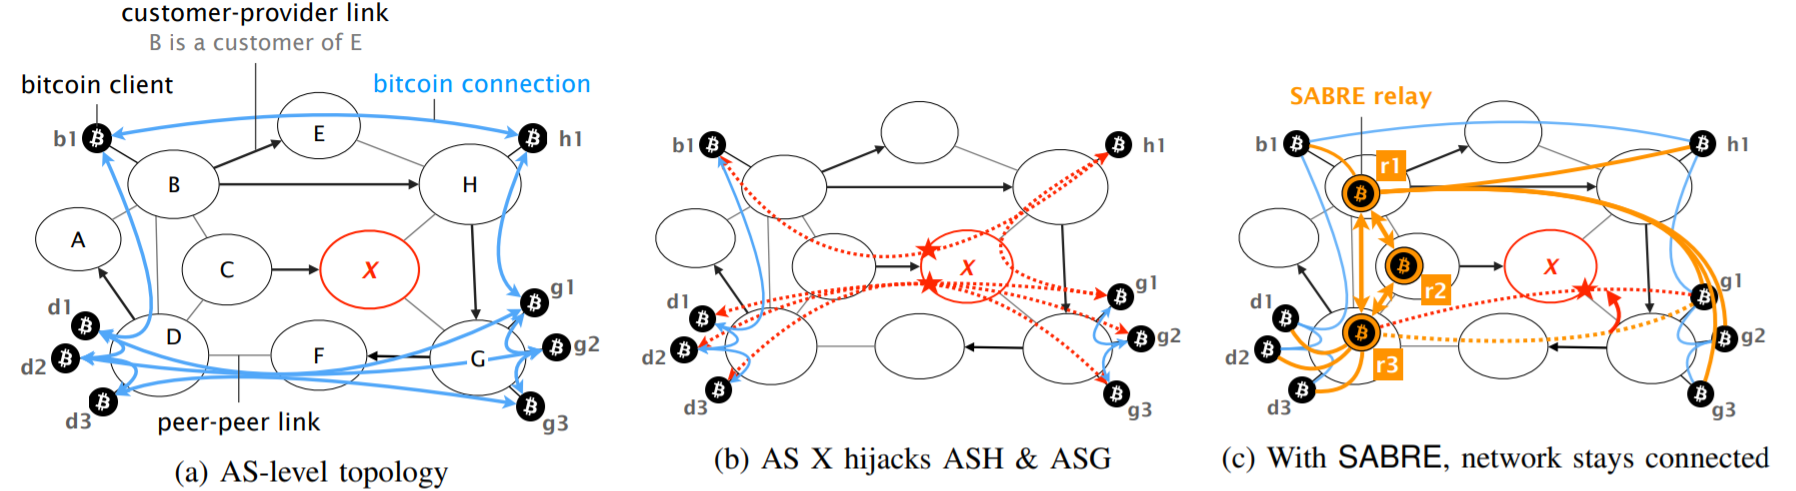 customer-provider link
B is a customer of E
bitcoin client
bitcoin connection
b1
h1
E
B
H
A
C
X
d1
g1
D
F
G
g2
d2
d3
g3
peer-peer link
(a) AS-level topology
b1
h1
X
d1
g1
d2
g2
d3
g3
(b) AS X hijacks ASH & ASG
SABRE relay
b1
h1
r1
X
r2
d1
g1
d2
g2
r3
d3
g3
(c) With SABRE, network stays connected